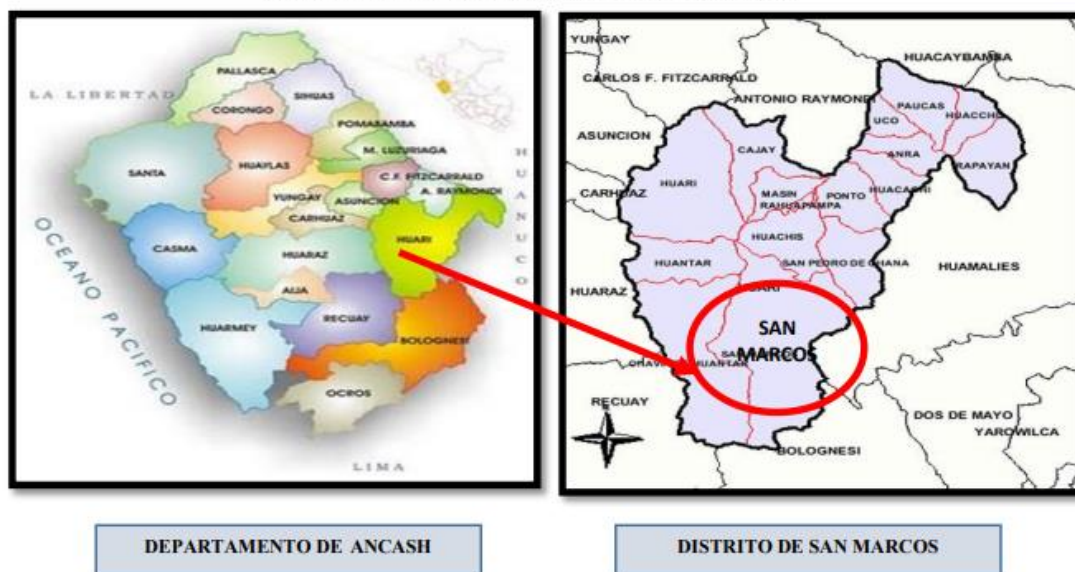 PALLASCA
LA LIBERTAD
SIHUAS
CORONGO
POMABAMBA
M. LUZURIAGA
HUAYLAS
SANTA
C.F. FITZCARRALD
A. RAYMONDI
YUNGAY
ASUNCION
CARHUAZ
HUANUCO
HUARI
CASMA
HUARAZ
AIJA
OCEANO PACIFICO
RECUAY
HUARMEY
BOLOGNESI
OCROS
LIMA
YUNGAY
HUACAYBAMBA
CARLOS F. FITZCARRALD
ANTONIO RAYMONDI
PAUCAS
UCO
ASUNCION
CAJAY
ANRA
RAPAYAN
CARHUAZ
HUARI
MASIN
RAHUAPAMPA
PONTO
HUACHIS
HUANTAR
SAN PEDRO DE CHANA
HUAMALIES
HUARAZ
SAN
MARCOS
HUANTAR
RECUAY
DOS DE MAYO
YAROWILCA
BOLOGNESI
DEPARTAMENTO DE ANCASH
DISTRITO DE SAN MARCOS